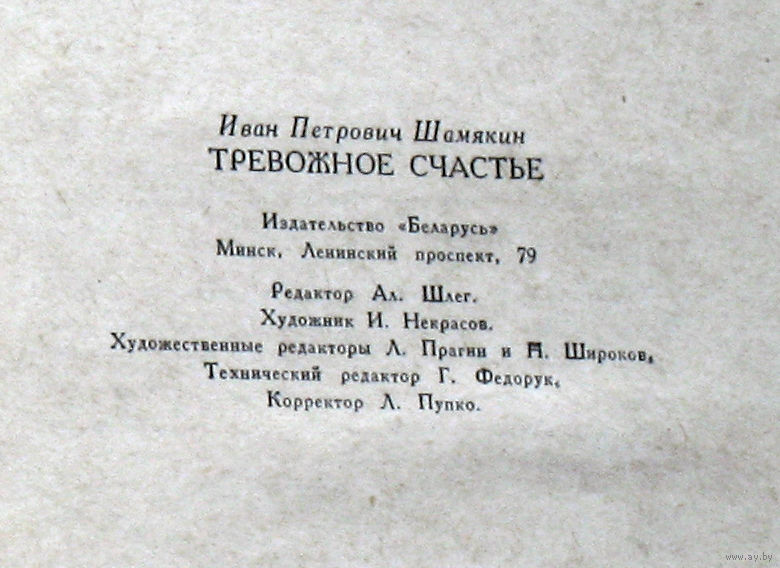 Иван Петрович Шамякин
ТРЕВОЖНОЕ СЧАСТЬЕ
Издательство «Беларусь»
Минск, Ленинский проспект, 79
Редактор Ал. Шлег.
Художник И. Некрасов.
Художественные редакторы Л. Прагин и Н. Широков,
Технический редактор Г. Федорук,
Корректор Л. Пупко.
www.ay.by